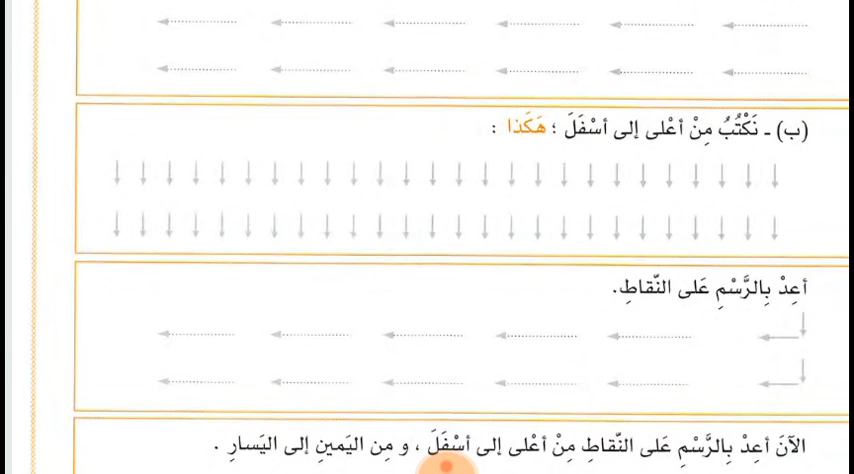 (ب) - نَكْتُبُ مِنْ أعْلى إلى أسْفَلَ ؛ هَكَذا :
أعِدْ بِالرَّسْمِ عَلى النّقاطِ.
الآنَ أعِدْ بِالرَّسْمِ عَلى النّقاطِ مِنْ أعْلى إلى أسْفَلَ ، و مِن اليَمينِ إلى اليَسارِ .